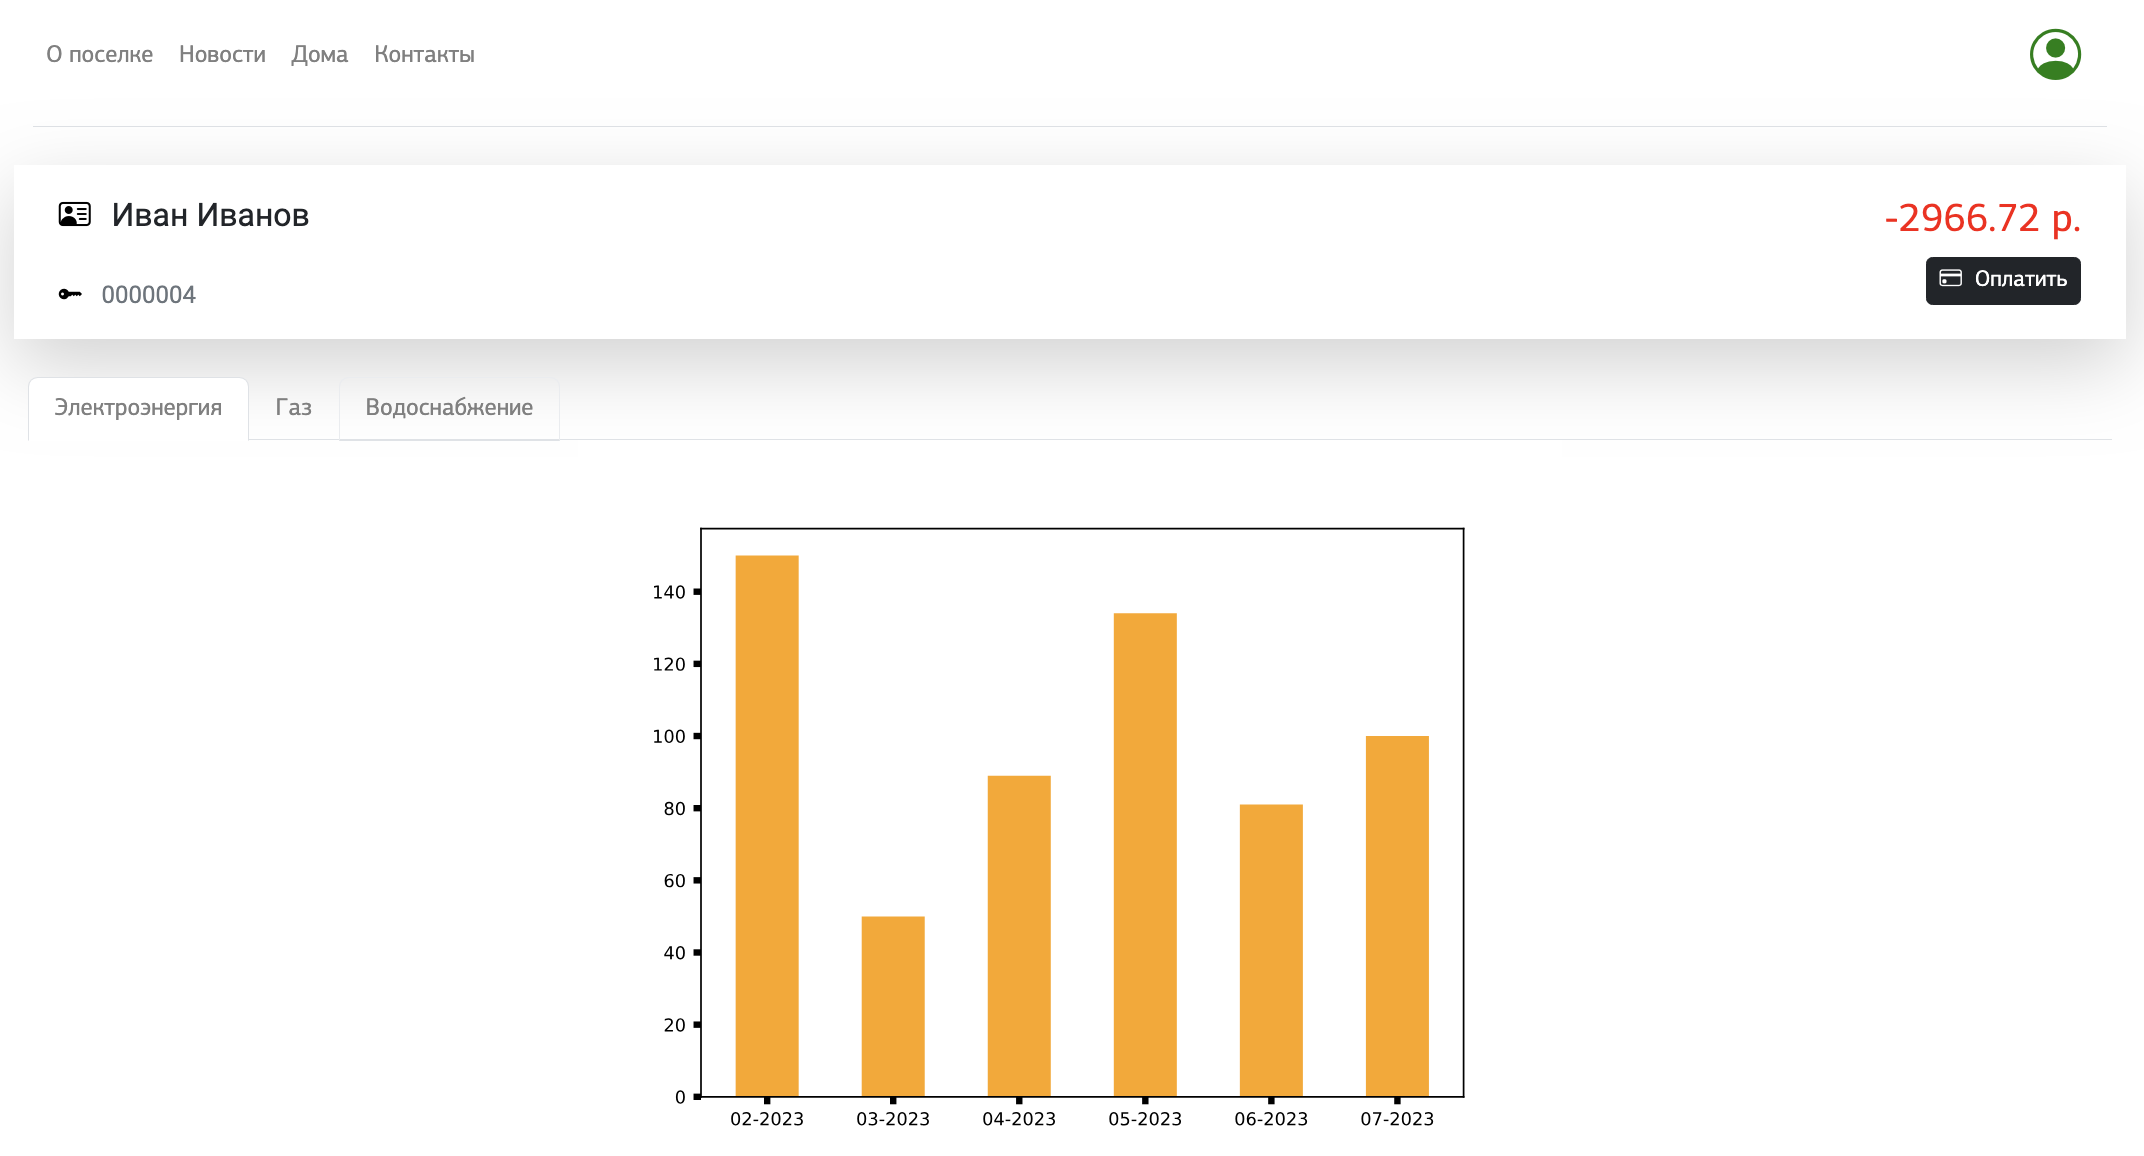 О поселке Новости Дома Контакты
Иван Иванов
-2966.72 р.
0000004
Оплатить
Электроэнергия Газ Водоснабжение
140
120
100
80
60
40
20
0
02-2023 03-2023 04-2023 05-2023 06-2023 07-2023